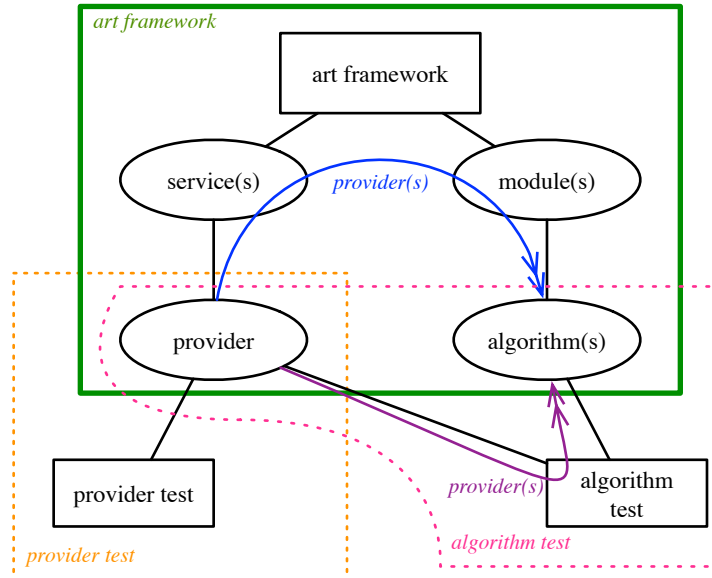 art framework
art framework
service(s)
provider(s)
module(s)
provider
algorithm(s)
provider test
provider(s)
algorithm
test
provider test
algorithm test